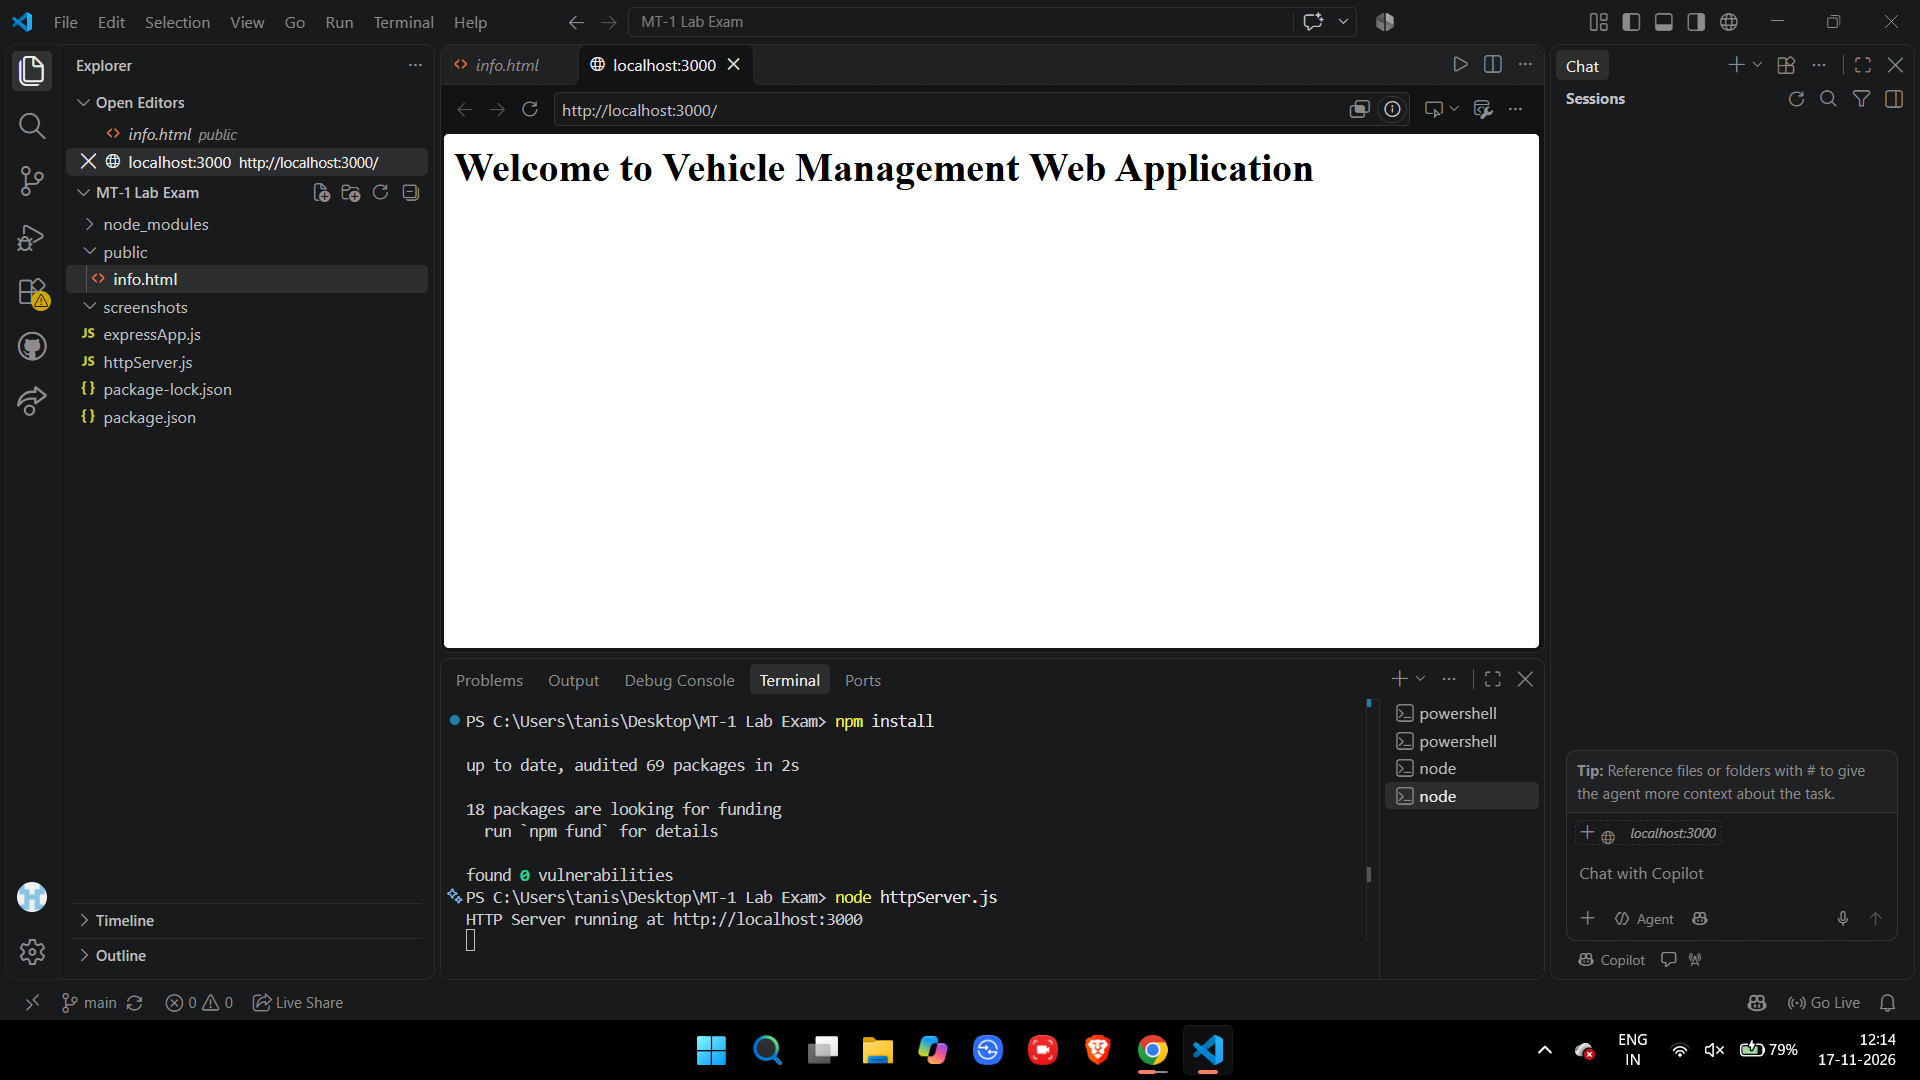 File Edit Selection View Go Run Terminal Help
MT-1 Lab Exam
Explorer
Open Editors
info.html public
localhost:3000 http://localhost:3000/
MT-1 Lab Exam
node_modules
public
info.html
screenshots
JS expressApp.js
JS httpServer.js
{} package-lock.json
{} package.json
Timeline
Outline
info.html
localhost:3000
http://localhost:3000/
Welcome to Vehicle Management Web Application
Problems Output Debug Console Terminal Ports
PS C:\Users\tanis\Desktop\MT-1 Lab Exam> npm install
up to date, audited 69 packages in 2s
18 packages are looking for funding
run `npm fund` for details
found 0 vulnerabilities
PS C:\Users\tanis\Desktop\MT-1 Lab Exam> node httpServer.js
HTTP Server running at http://localhost:3000
powershell
powershell
node
node
Chat
Sessions
Tip: Reference files or folders with # to give
the agent more context about the task.
localhost:3000
Chat with Copilot
Agent
Copilot
main 0 0 Live Share
Go Live
ENG
IN
79%
12:14
17-11-2026